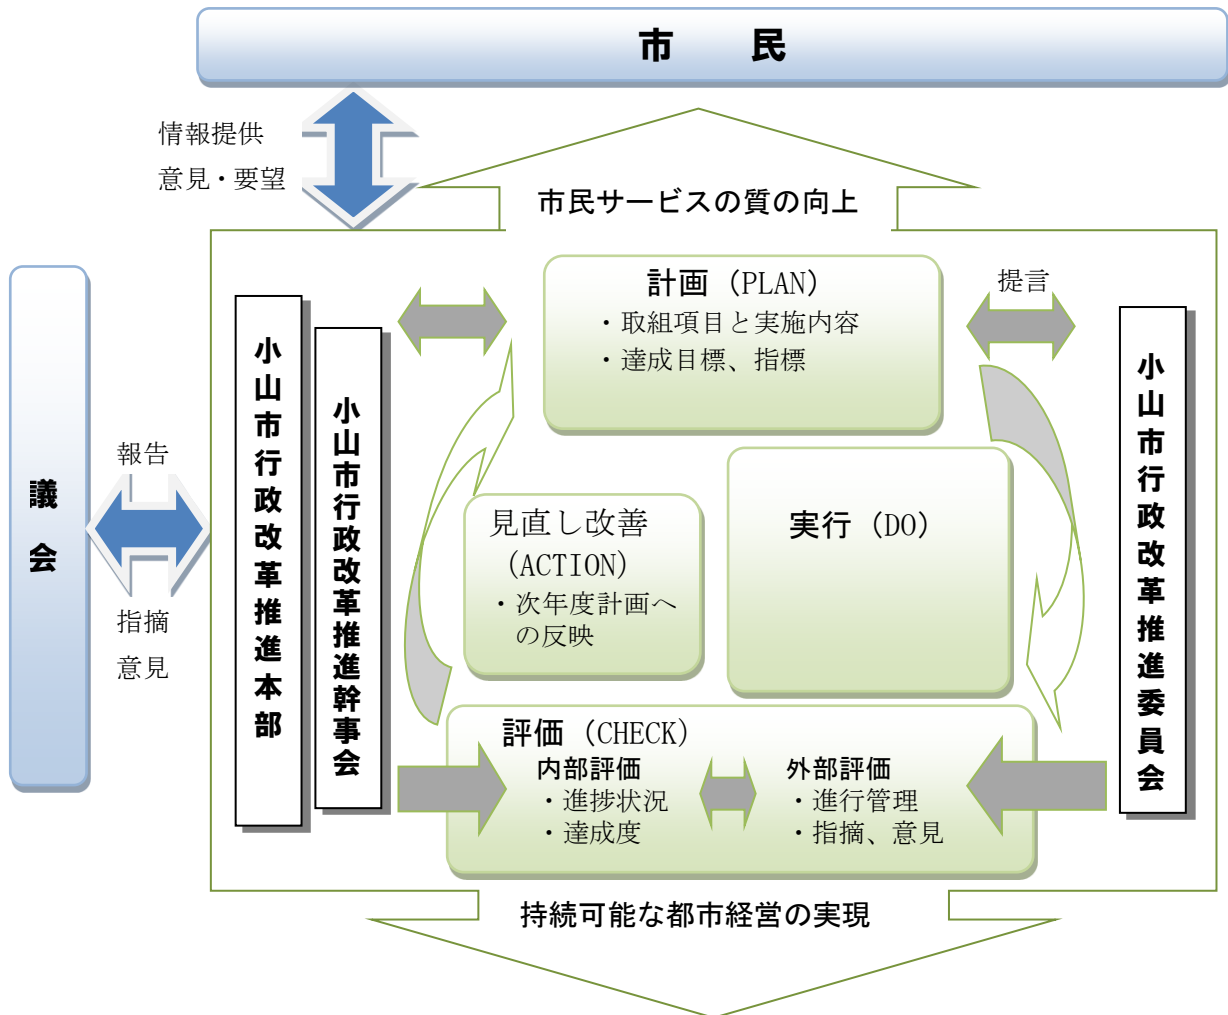 市　　民
情報提供
意見・要望
市民サービスの質の向上
計画（PLAN）
・取組項目と実施内容
・達成目標、指標
提言
小山市行政改革推進本部
小山市行政改革推進幹事会
小山市行政改革推進委員会
議会
報告
指摘
意見
見直し改善
（ACTION）
・次年度計画へ
の反映
実行（DO）
評価（CHECK）
内部評価
・進捗状況
・達成度
外部評価
・進行管理
・指摘、意見
持続可能な都市経営の実現